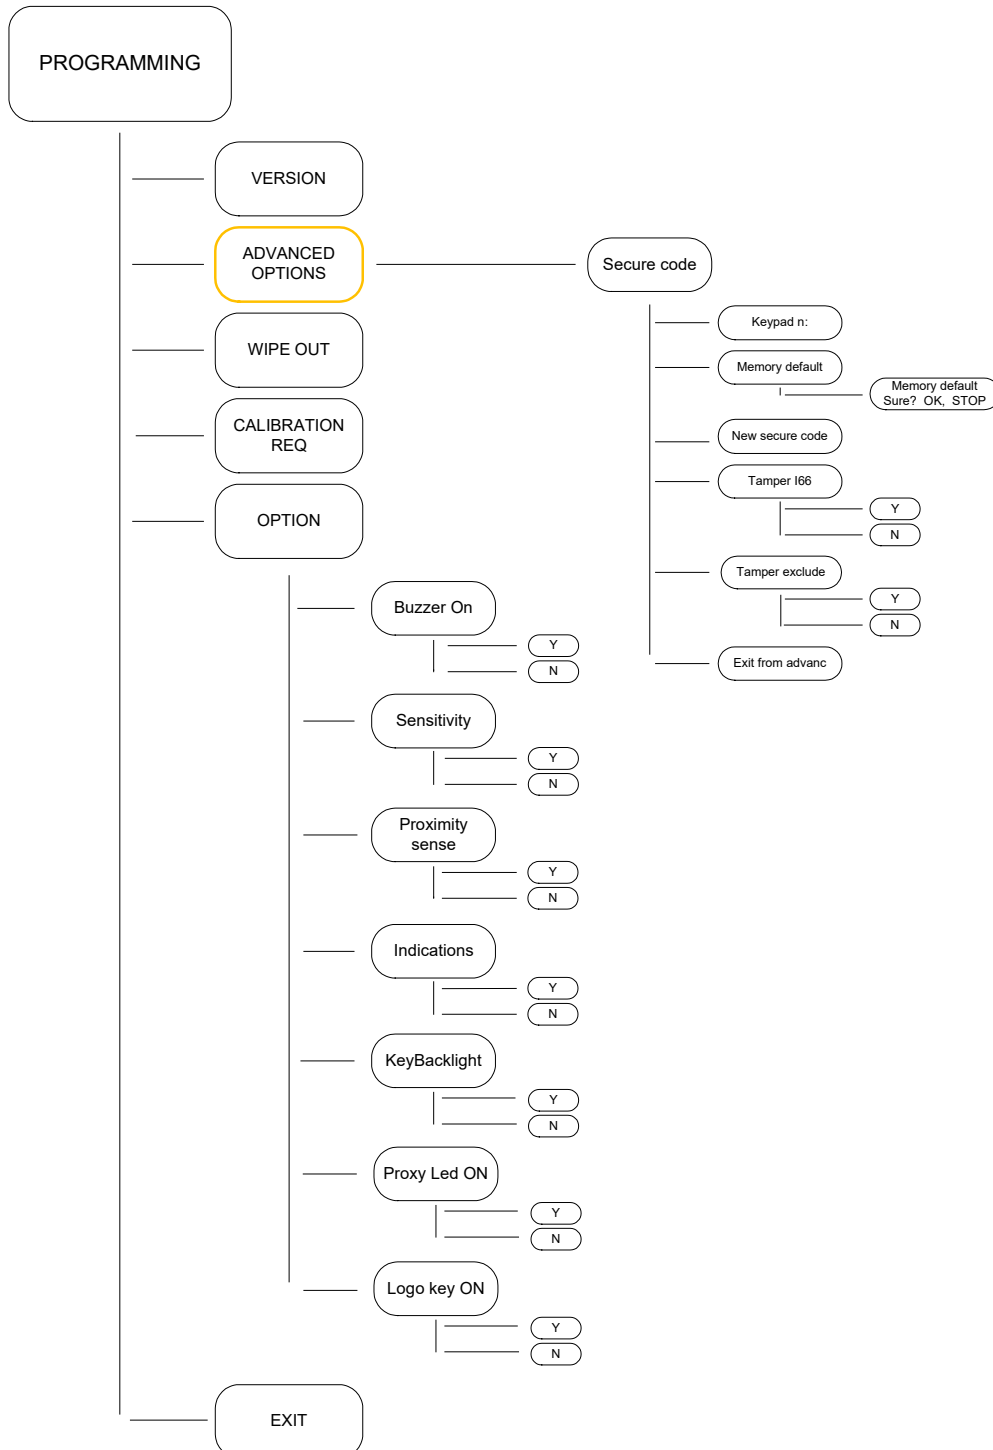 PROGRAMMING
VERSION
ADVANCED
OPTIONS
Secure code
Keypad n:
Memory default
Memory default
Sure?  OK,  STOP
New secure code
Tamper I66
Y
N
Tamper exclude
Y
N
Exit from advanc
WIPE OUT
CALIBRATION
REQ
OPTION
Buzzer On
Y
N
Sensitivity
Y
N
Proximity
sense
Y
N
Indications
Y
N
KeyBacklight
Y
N
Proxy Led ON
Y
N
Logo key ON
Y
N
EXIT